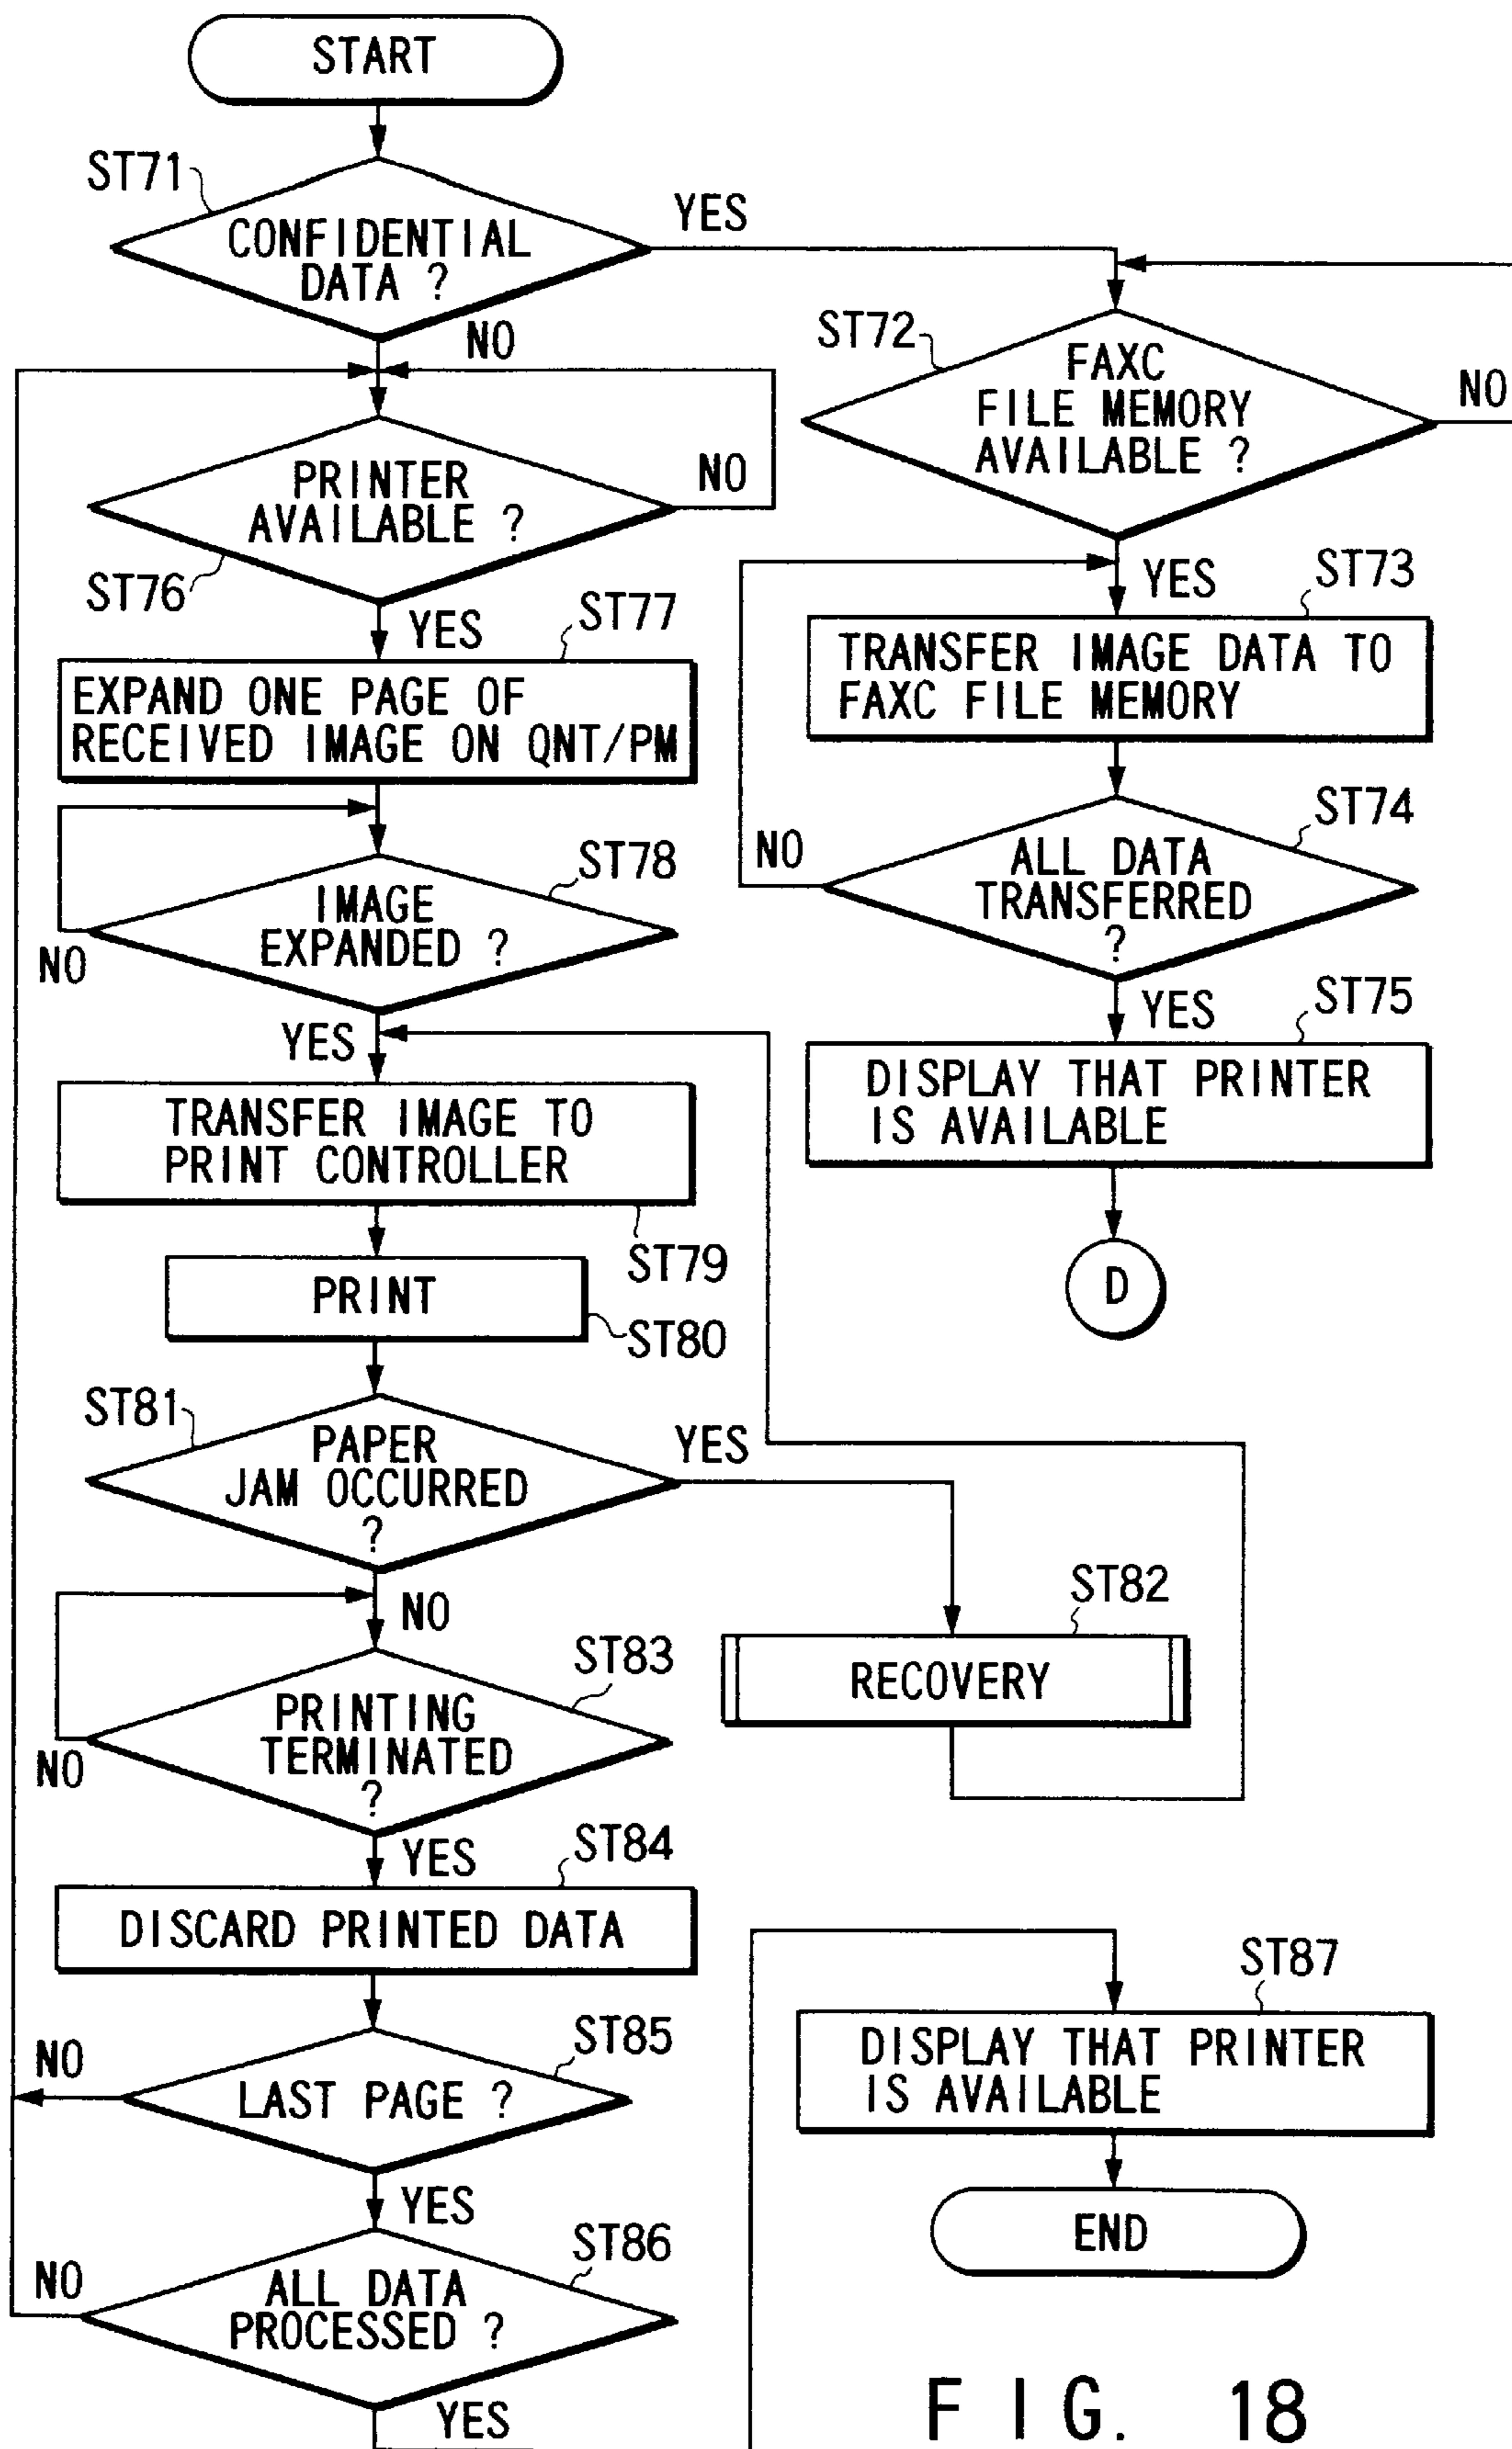 START
ST71
CONFIDENTIAL
DATA ?
YES
NO
ST72
FAXC
FILE MEMORY
AVAILABLE ?
NO
PRINTER
AVAILABLE ?
NO
ST76
YES
ST73
TRANSFER IMAGE DATA TO
FAXC FILE MEMORY
YES
ST77
EXPAND ONE PAGE OF
RECEIVED IMAGE ON QNT/PM
ST74
ALL DATA
TRANSFERRED
?
NO
ST78
IMAGE
EXPANDED ?
NO
YES
ST75
DISPLAY THAT PRINTER
IS AVAILABLE
D
YES
TRANSFER IMAGE TO
PRINT CONTROLLER
ST79
PRINT
ST80
ST81
PAPER
JAM OCCURRED
?
YES
NO
ST82
RECOVERY
ST83
PRINTING
TERMINATED
?
NO
YES
ST84
DISCARD PRINTED DATA
ST85
LAST PAGE ?
NO
YES
ST86
ALL DATA
PROCESSED ?
NO
YES
ST87
DISPLAY THAT PRINTER
IS AVAILABLE
END
FIG. 18